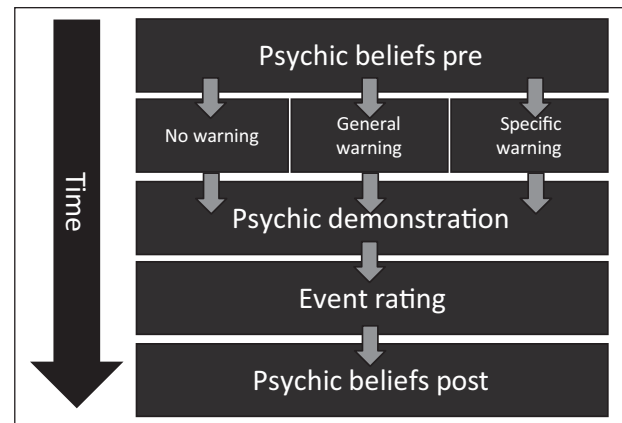 Time
Psychic beliefs pre
No warning
General
warning
Specific
warning
Psychic demonstration
Event rating
Psychic beliefs post